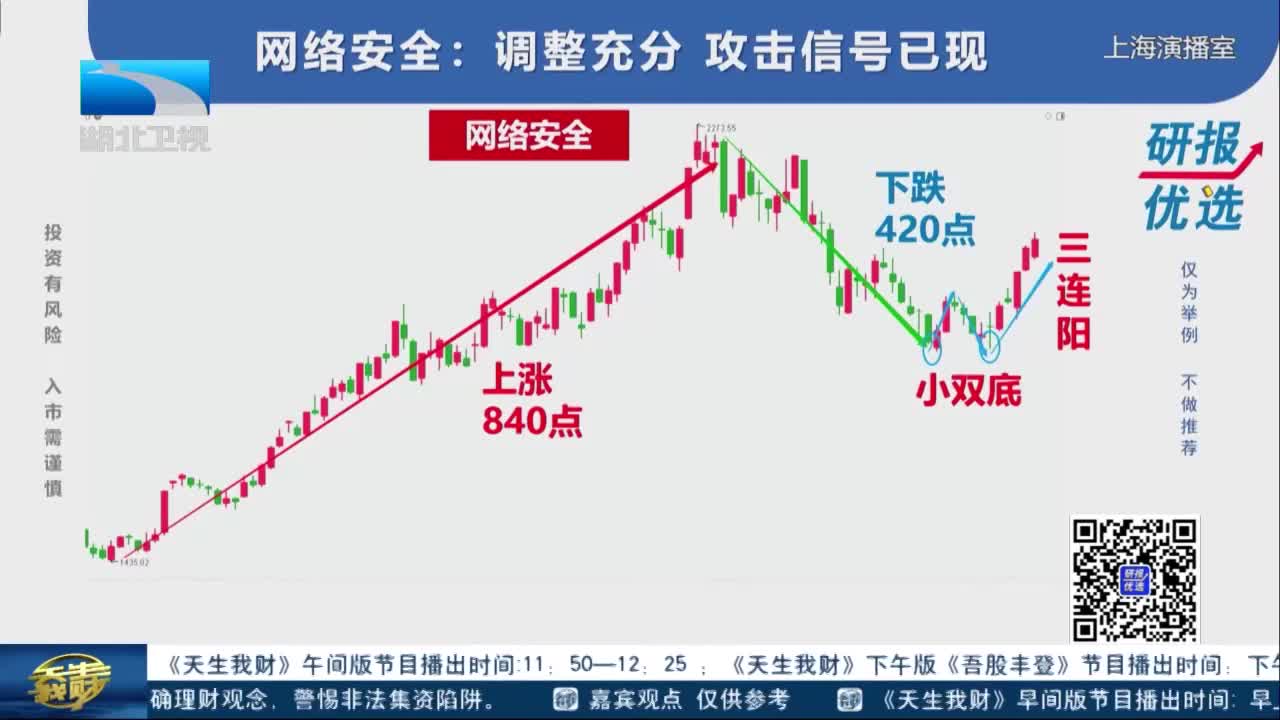 网络安全：调整充分 攻击信号已现
上海演播室
湖北卫视
网络安全
2273.55
研报
优选
下跌
420点
三连阳
投资有风险 入市需谨慎
仅为举例 不做推荐
上涨
840点
小双底
1435.02
研报
优选
天生我财
《天生我财》午间版节目播出时间:11：50—12：25 ；《天生我财》下午版《吾股丰登》节目播出时间：下午
确理财观念，警惕非法集资陷阱。 嘉宾观点 仅供参考 《天生我财》早间版节目播出时间：早上